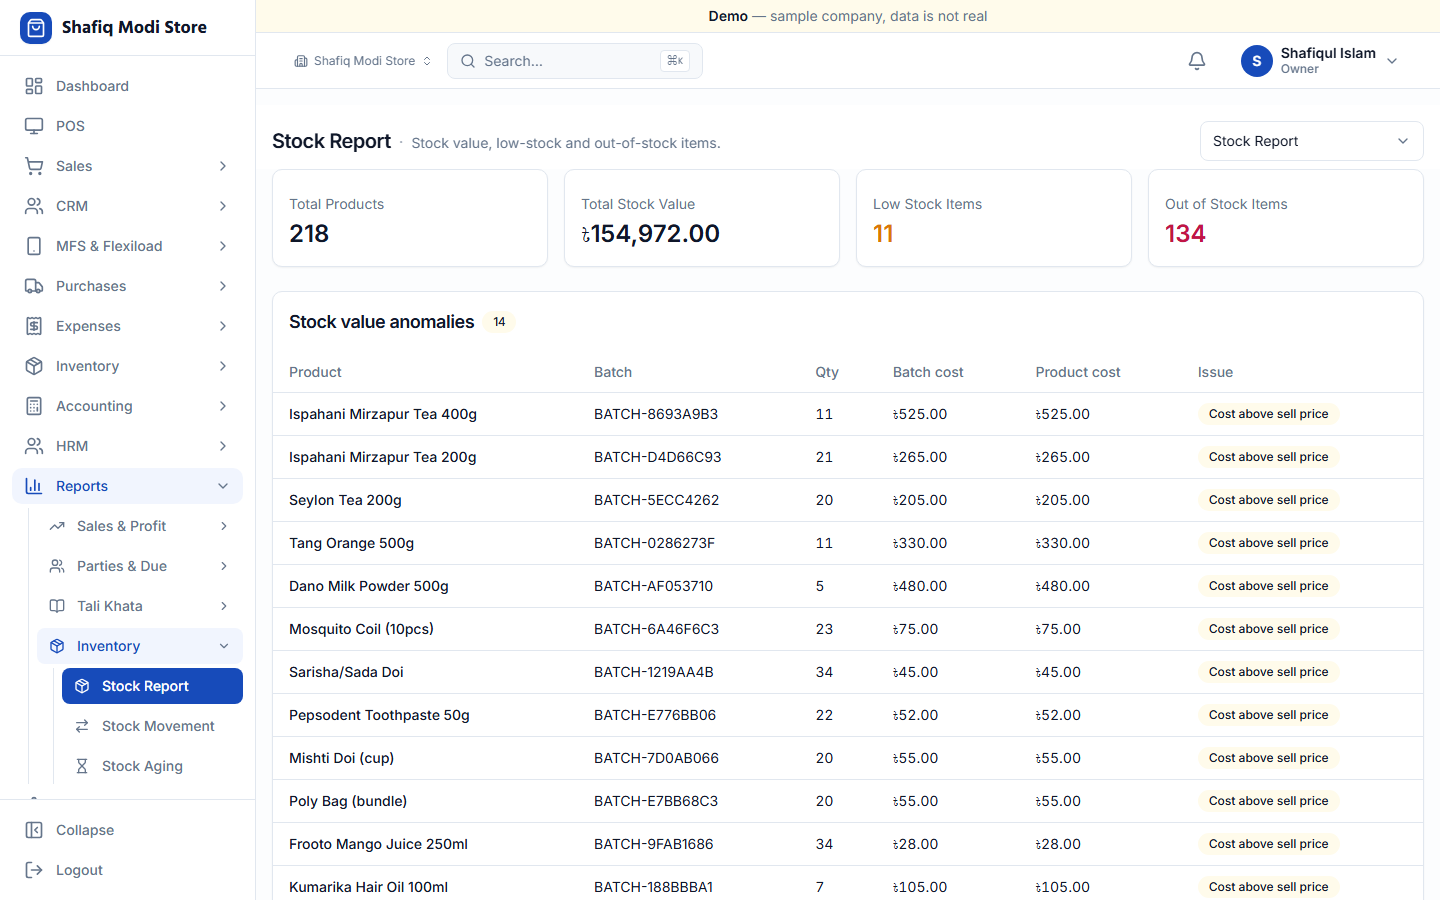 Shafiq Modi Store
Demo — sample company, data is not real
Shafiq Modi Store
Search...
⌘K
S
Shafiqul Islam
Owner
Dashboard
POS
Sales
CRM
MFS & Flexiload
Purchases
Expenses
Inventory
Accounting
HRM
Reports
Sales & Profit
Parties & Due
Tali Khata
Inventory
Stock Report
Stock Movement
Stock Aging
Collapse
Logout
Stock Report · Stock value, low-stock and out-of-stock items.
Stock Report
Total Products
218
Total Stock Value
৳154,972.00
Low Stock Items
11
Out of Stock Items
134
Stock value anomalies 14
Product Batch Qty Batch cost Product cost Issue
Ispahani Mirzapur Tea 400g BATCH-8693A9B3 11 ৳525.00 ৳525.00 Cost above sell price
Ispahani Mirzapur Tea 200g BATCH-D4D66C93 21 ৳265.00 ৳265.00 Cost above sell price
Seylon Tea 200g BATCH-5ECC4262 20 ৳205.00 ৳205.00 Cost above sell price
Tang Orange 500g BATCH-0286273F 11 ৳330.00 ৳330.00 Cost above sell price
Dano Milk Powder 500g BATCH-AF053710 5 ৳480.00 ৳480.00 Cost above sell price
Mosquito Coil (10pcs) BATCH-6A46F6C3 23 ৳75.00 ৳75.00 Cost above sell price
Sarisha/Sada Doi BATCH-1219AA4B 34 ৳45.00 ৳45.00 Cost above sell price
Pepsodent Toothpaste 50g BATCH-E776BB06 22 ৳52.00 ৳52.00 Cost above sell price
Mishti Doi (cup) BATCH-7D0AB066 20 ৳55.00 ৳55.00 Cost above sell price
Poly Bag (bundle) BATCH-E7BB68C3 20 ৳55.00 ৳55.00 Cost above sell price
Frooto Mango Juice 250ml BATCH-9FAB1686 34 ৳28.00 ৳28.00 Cost above sell price
Kumarika Hair Oil 100ml BATCH-188BBBA1 7 ৳105.00 ৳105.00 Cost above sell price